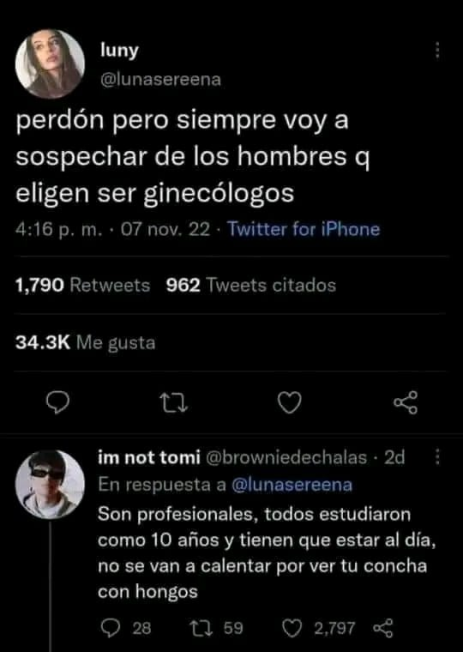 luny
@lunasereena
perdón pero siempre voy a
sospechar de los hombres q
eligen ser ginecólogos
4:16 p. m. · 07 nov. 22 · Twitter for iPhone
1,790 Retweets 962 Tweets citados
34.3K Me gusta
im not tomi @browniedechalas · 2d
En respuesta a @lunasereena
Son profesionales, todos estudiaron
como 10 años y tienen que estar al día,
no se van a calentar por ver tu concha
con hongos
28 59 2,797